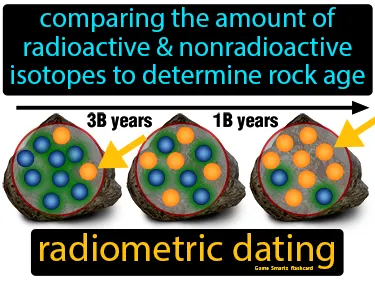 comparing the amount of
radioactive & nonradioactive
isotopes to determine rock age
3B years 1B years
radiometric dating
Game Smartz flashcard